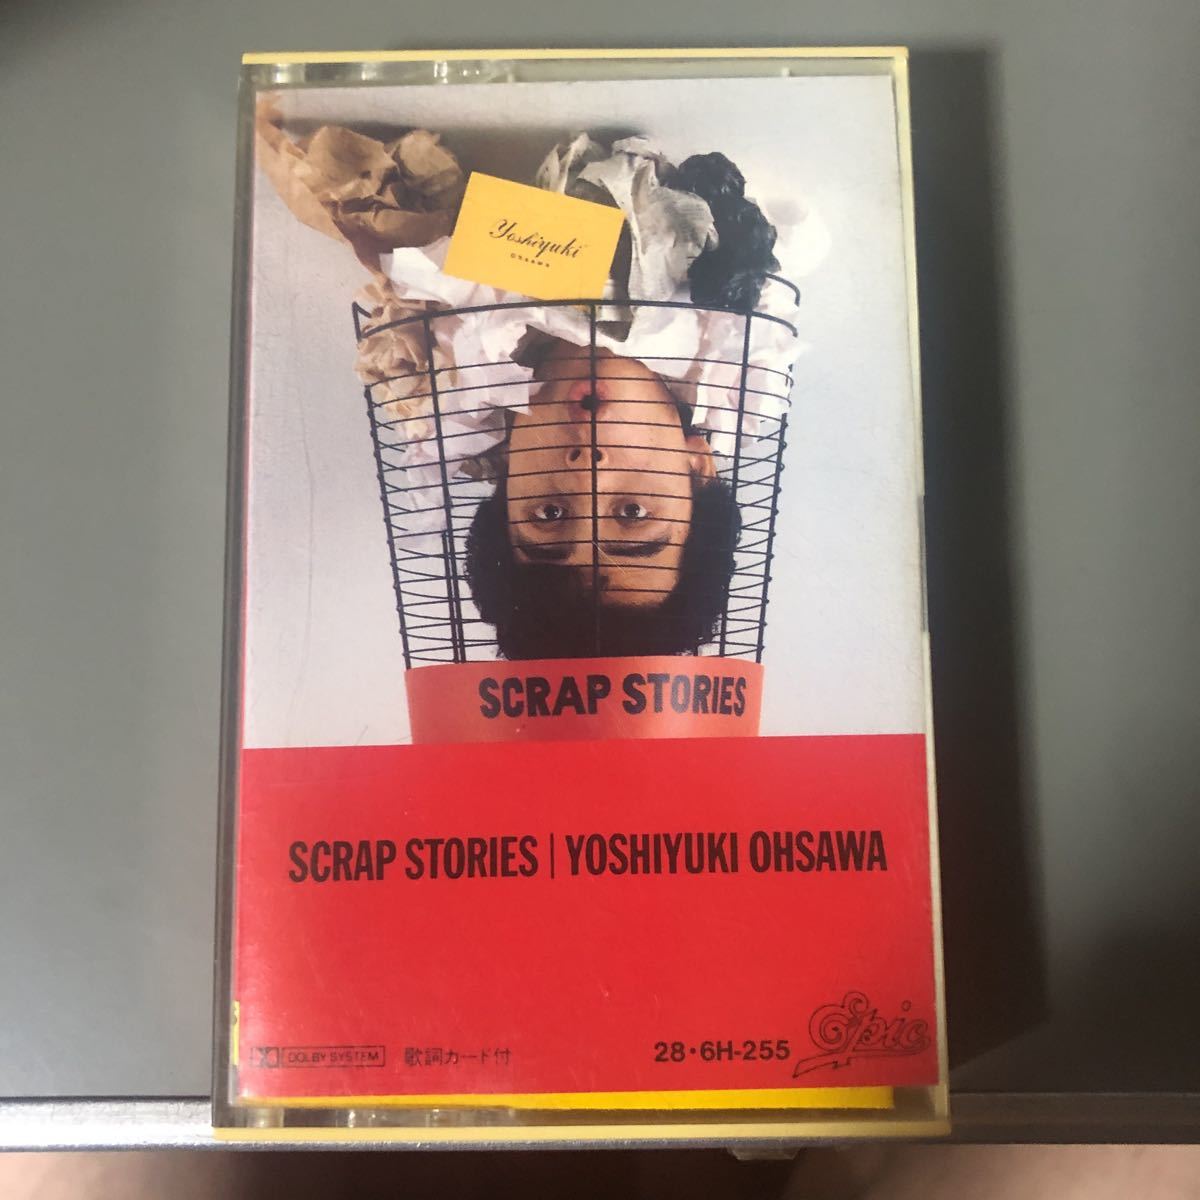 Yoshiyuki
OHSAWA
SCRAP STORIES
SCRAP STORIES | YOSHIYUKI OHSAWA
DOLBY SYSTEM 歌詞カード付 28・6H-255 Epic